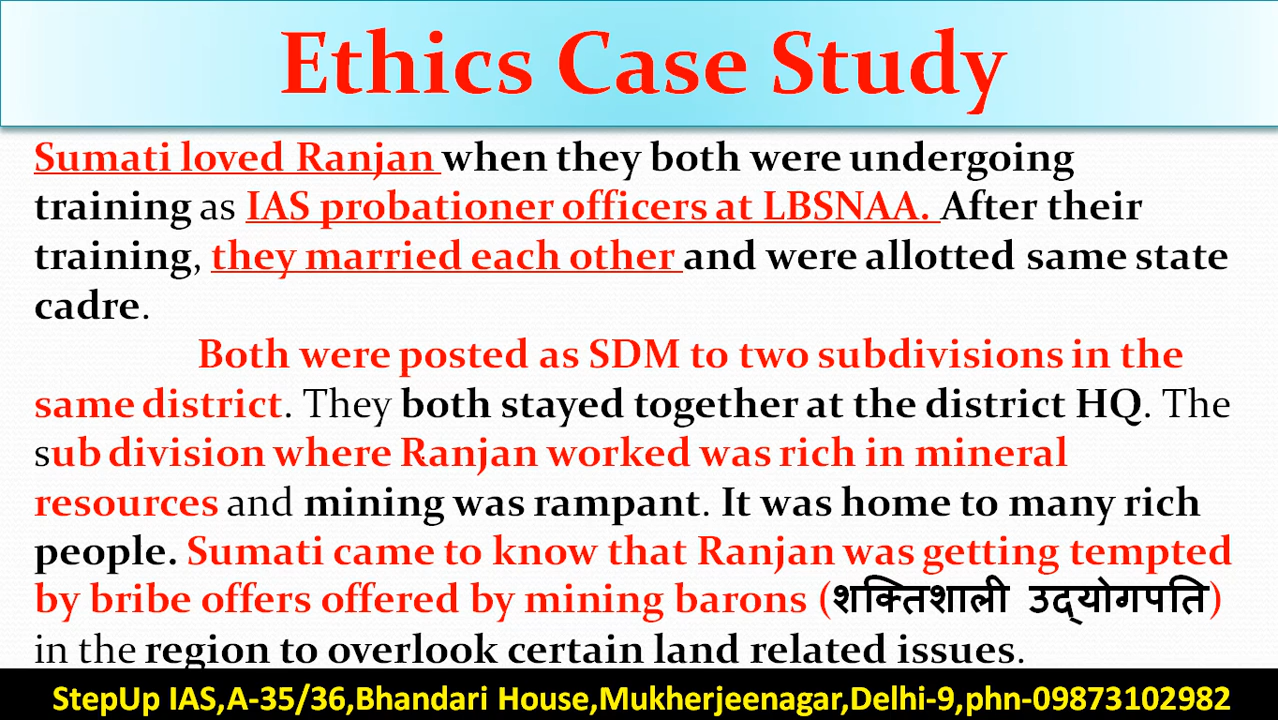 Ethics Case Study
Sumati loved Ranjan when they both were undergoing
training as IAS probationer officers at LBSNAA. After their
training, they married each other and were allotted same state
cadre.
Both were posted as SDM to two subdivisions in the
same district. They both stayed together at the district HQ. The
sub division where Ranjan worked was rich in mineral
resources and mining was rampant. It was home to many rich
people. Sumati came to know that Ranjan was getting tempted
by bribe offers offered by mining barons (शक्तिशाली उद्योगपति)
in the region to overlook certain land related issues.
StepUp IAS,A-35/36,Bhandari House,Mukherjeenagar,Delhi-9,phn-09873102982